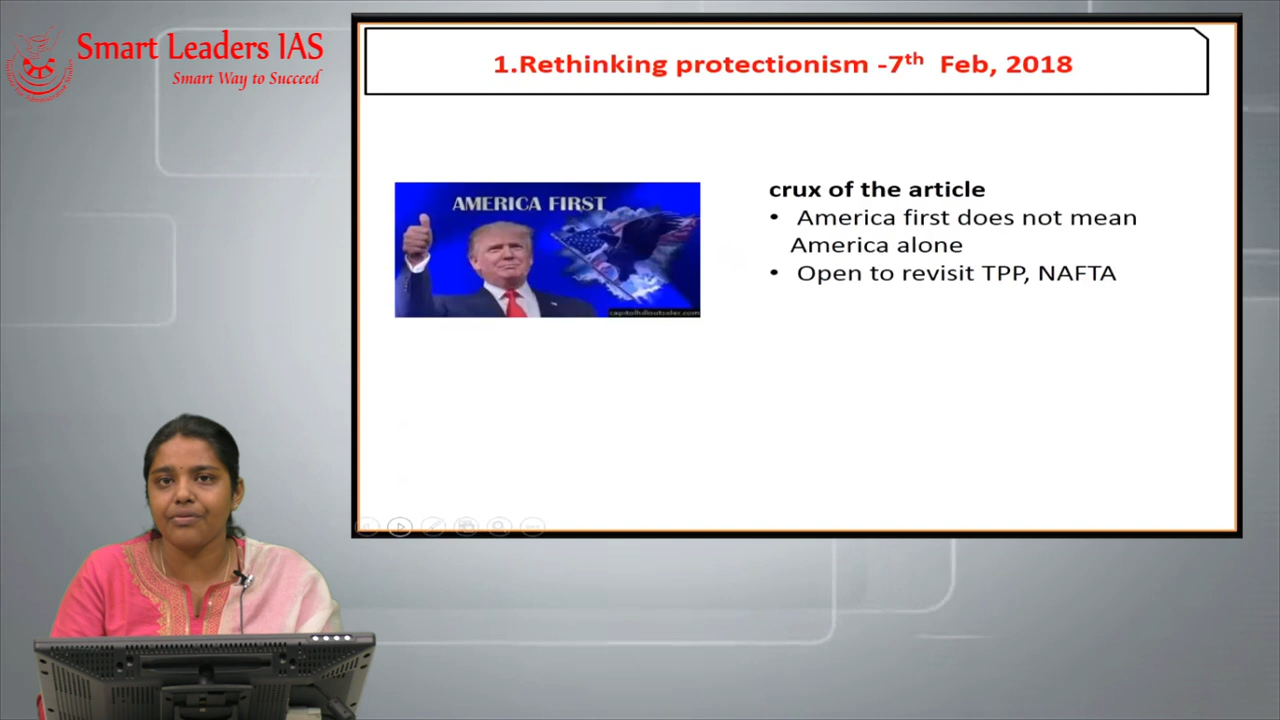 Smart Leaders IAS
Smart Way to Succeed
1.Rethinking protectionism -7th Feb, 2018
AMERICA FIRST
crux of the article
• America first does not mean
America alone
• Open to revisit TPP, NAFTA